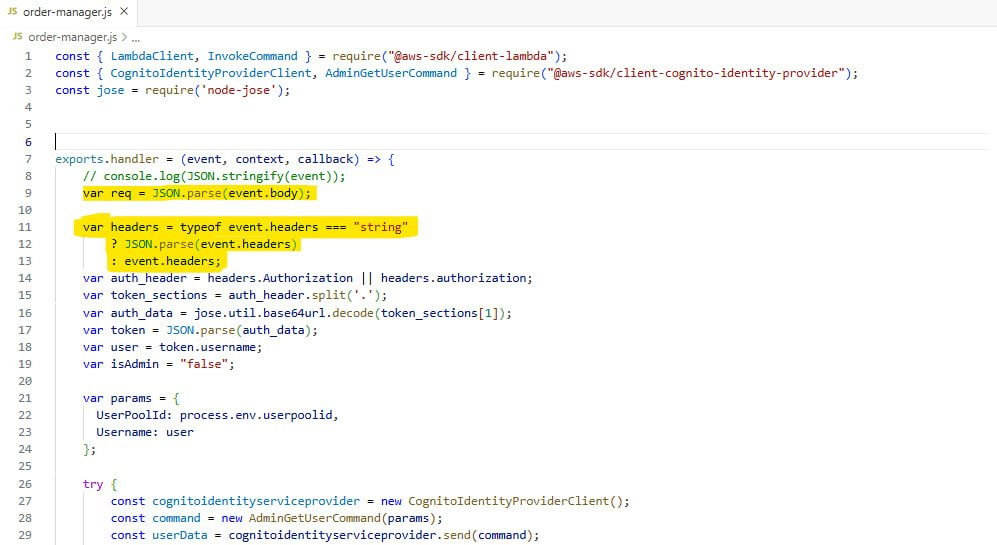 JS order-manager.js ×
JS order-manager.js > ...
1 const { LambdaClient, InvokeCommand } = require("@aws-sdk/client-lambda");
2 const { CognitoIdentityProviderClient, AdminGetUserCommand } = require("@aws-sdk/client-cognito-identity-provider");
3 const jose = require('node-jose');
4
5
6
7 exports.handler = (event, context, callback) => {
8     // console.log(JSON.stringify(event));
9     var req = JSON.parse(event.body);
10
11     var headers = typeof event.headers === "string"
12         ? JSON.parse(event.headers)
13         : event.headers;
14     var auth_header = headers.Authorization || headers.authorization;
15     var token_sections = auth_header.split('.');
16     var auth_data = jose.util.base64url.decode(token_sections[1]);
17     var token = JSON.parse(auth_data);
18     var user = token.username;
19     var isAdmin = "false";
20
21     var params = {
22       UserPoolId: process.env.userpoolid,
23       Username: user
24     };
25
26     try {
27         const cognitoidentityserviceprovider = new CognitoIdentityProviderClient();
28         const command = new AdminGetUserCommand(params);
29         const userData = cognitoidentityserviceprovider.send(command);